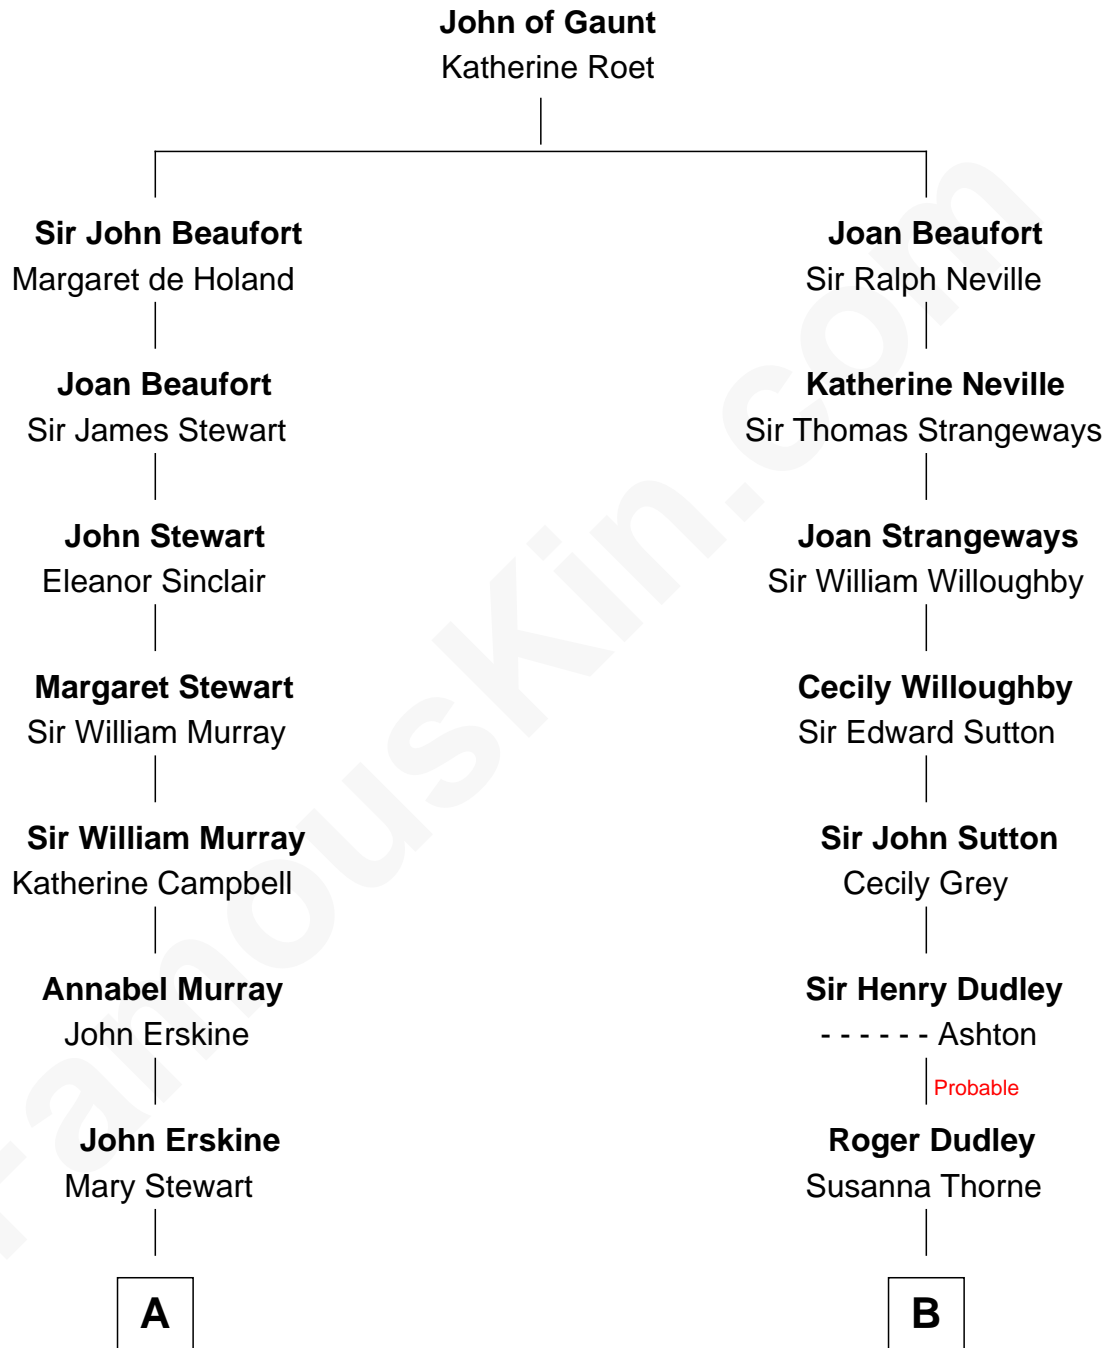 John of Gaunt
Katherine Roet
Sir John Beaufort
Margaret de Holand
Joan Beaufort
Sir Ralph Neville
Joan Beaufort
Sir James Stewart
Katherine Neville
Sir Thomas Strangeways
John Stewart
Eleanor Sinclair
Joan Strangeways
Sir William Willoughby
Margaret Stewart
Sir William Murray
Cecily Willoughby
Sir Edward Sutton
Sir William Murray
Katherine Campbell
Sir John Sutton
Cecily Grey
Annabel Murray
John Erskine
Sir Henry Dudley
- - - - - - Ashton
Probable
John Erskine
Mary Stewart
Roger Dudley
Susanna Thorne
A
B
FamousKin.com